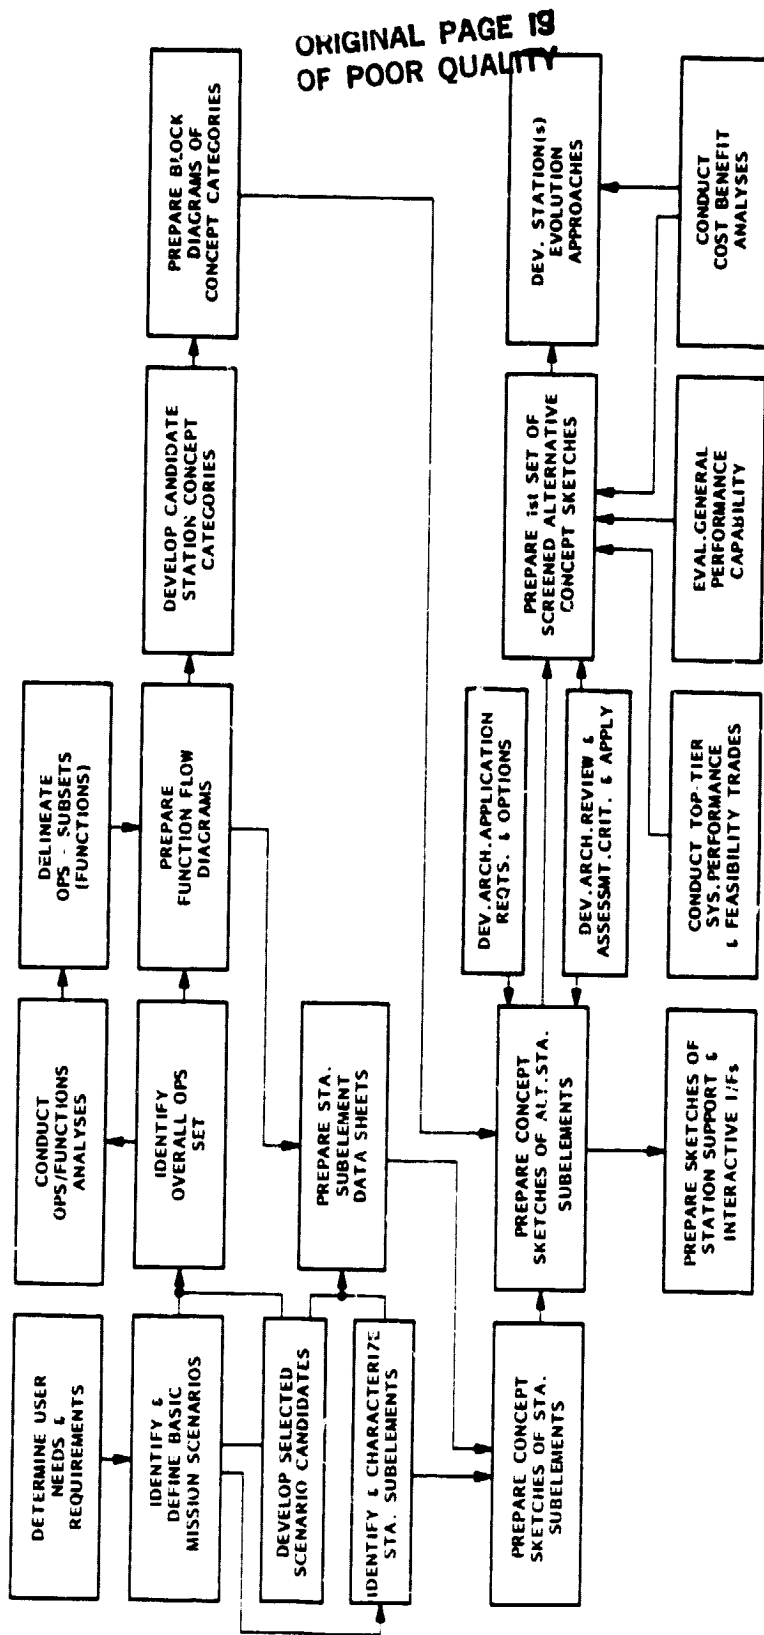 ORIGINAL PAGE IS
OF POOR QUALITY
DETERMINE USER
NEEDS &
REQUIREMENTS
CONDUCT
OPS/FUNCTIONS
ANALYSES
DELINEATE
OPS - SUBSETS
(FUNCTIONS)
IDENTIFY &
DEFINE BASIC
MISSION SCENARIOS
IDENTIFY
OVERALL OPS
SET
PREPARE
FUNCTION FLOW
DIAGRAMS
DEVELOP CANDIDATE
STATION CONCEPT
CATEGORIES
PREPARE BLOCK
DIAGRAMS OF
CONCEPT CATEGORIES
DEVELOP SELECTED
SCENARIO CANDIDATES
IDENTIFY & CHARACTERIZE
STA. SUBELEMENTS
PREPARE STA.
SUBELEMENT
DATA SHEETS
PREPARE CONCEPT
SKETCHES OF STA.
SUBELEMENTS
PREPARE CONCEPT
SKETCHES OF ALT.STA.
SUBELEMENTS
DEV.ARCH.APPLICATION
REQTS. & OPTIONS
DEV.ARCH.REVIEW &
ASSESSMT.CRIT. & APPLY
PREPARE 1st SET OF
SCREENED ALTERNATIVE
CONCEPT SKETCHES
DEV. STATION(s)
EVOLUTION
APPROACHES
PREPARE SKETCHES OF
STATION SUPPORT &
INTERACTIVE I/Fs
CONDUCT TOP-TIER
SYS.PERFORMANCE
& FEASIBILITY TRADES
EVAL.GENERAL
PERFORMANCE
CAPABILITY
CONDUCT
COST BENEFIT
ANALYSES